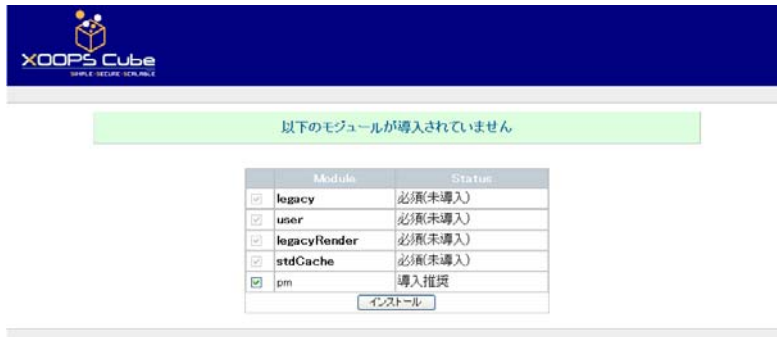 XOOPS Cube
SIMPLE·SECURE·SCALABLE
以下のモジュールが導入されていません
Module Status
legacy 必須(未導入)
user 必須(未導入)
legacyRender 必須(未導入)
stdCache 必須(未導入)
pm 導入推奨
インストール